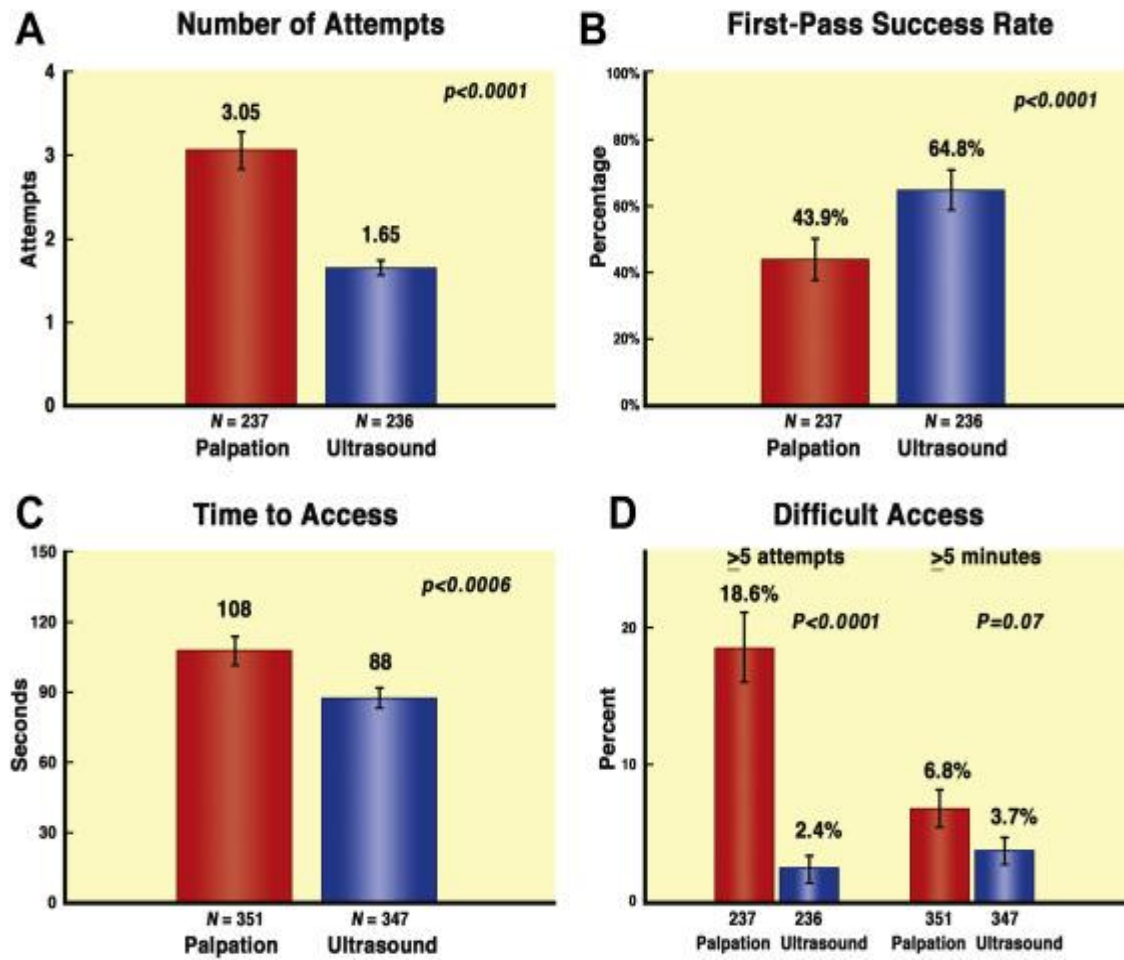 A Number of Attempts
4
3
2
1
0
Attempts
p<0.0001
3.05
1.65
N = 237 N = 236
Palpation Ultrasound
B First-Pass Success Rate
100%
80%
60%
40%
20%
0%
Percentage
p<0.0001
43.9%
64.8%
N = 237 N = 236
Palpation Ultrasound
C Time to Access
150
120
90
60
30
0
Seconds
p<0.0006
108
88
N = 351 N = 347
Palpation Ultrasound
D Difficult Access
20
10
0
Percent
≥5 attempts ≥5 minutes
18.6%
P<0.0001 P=0.07
2.4%
6.8%
3.7%
237 236 351 347
Palpation Ultrasound Palpation Ultrasound